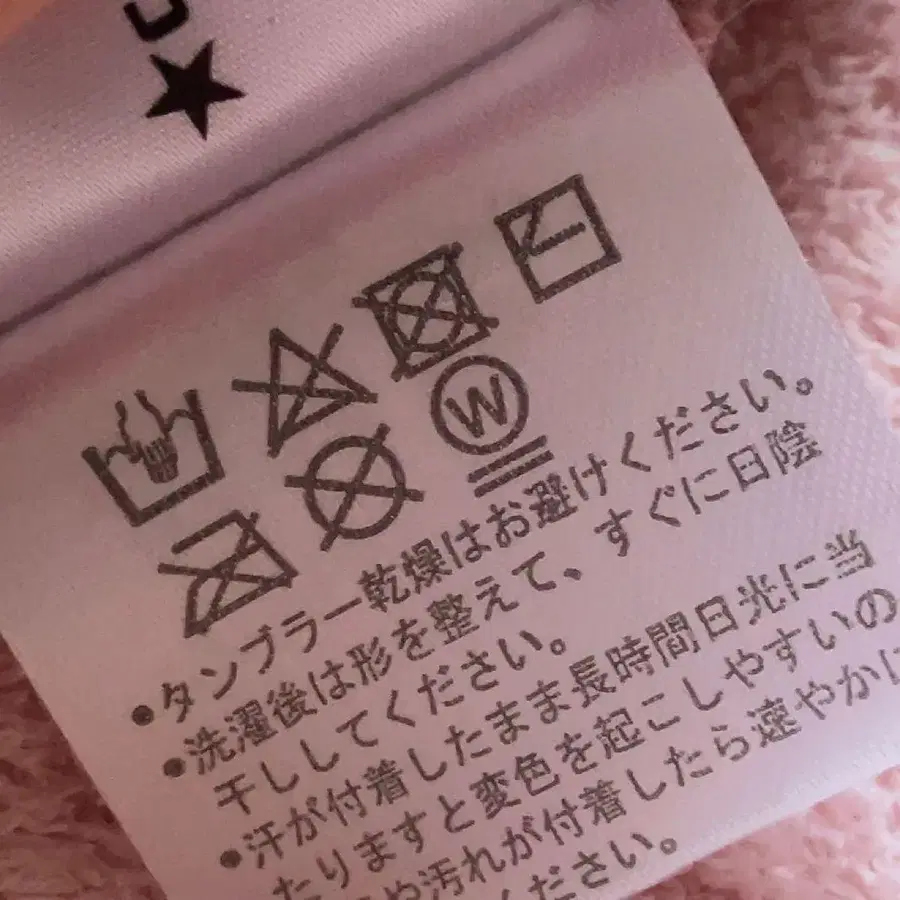 W
・タンブラー乾燥はお避けください。
・洗濯後は形を整えて、すぐに日陰
干ししてください。
・汗が付着したまま長時間日光に当
たりますと変色を起こしやすいの
や汚れが付着したら速やかに
ください。